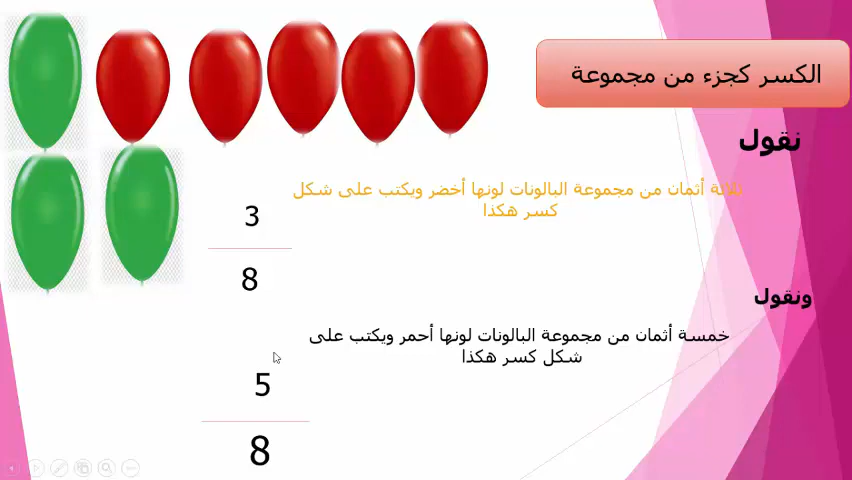 الكسر كجزء من مجموعة
نقول
ثلاثة أثمان من مجموعة البالونات لونها أخضر ويكتب على شكل
كسر هكذا
3
8
ونقول
خمسة أثمان من مجموعة البالونات لونها أحمر ويكتب على
شكل كسر هكذا
5
8